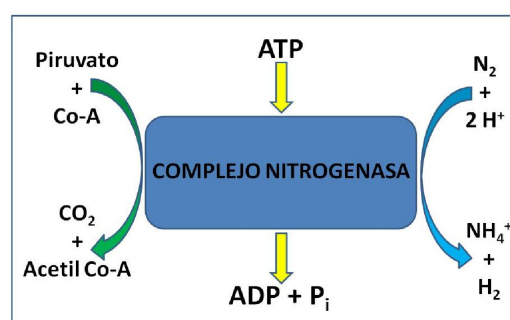 Piruvato
+
Co-A
CO₂
+
Acetil Co-A
ATP
COMPLEJO NITROGENASA
ADP + Pᵢ
N₂
+
2 H⁺
NH₄⁺
+
H₂